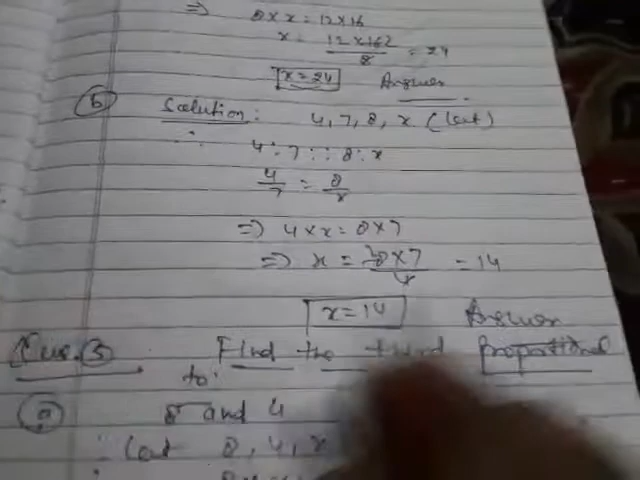 ⇒ 8 × x = 12 × 16
x = 12 × 16 2 / 8 = 24
x = 24 Answer
(b) Solution : 4, 7, 8, x (let)
∴ 4 : 7 :: 8 : x
4/7 = 8/x
⇒ 4 × x = 8 × 7
⇒ x = 8 × 7 / 4 = 14
x = 14 Answer
Que. 3 Find the third Proportional
to:
(a) 8 and 4
∴ let 8, 4, x